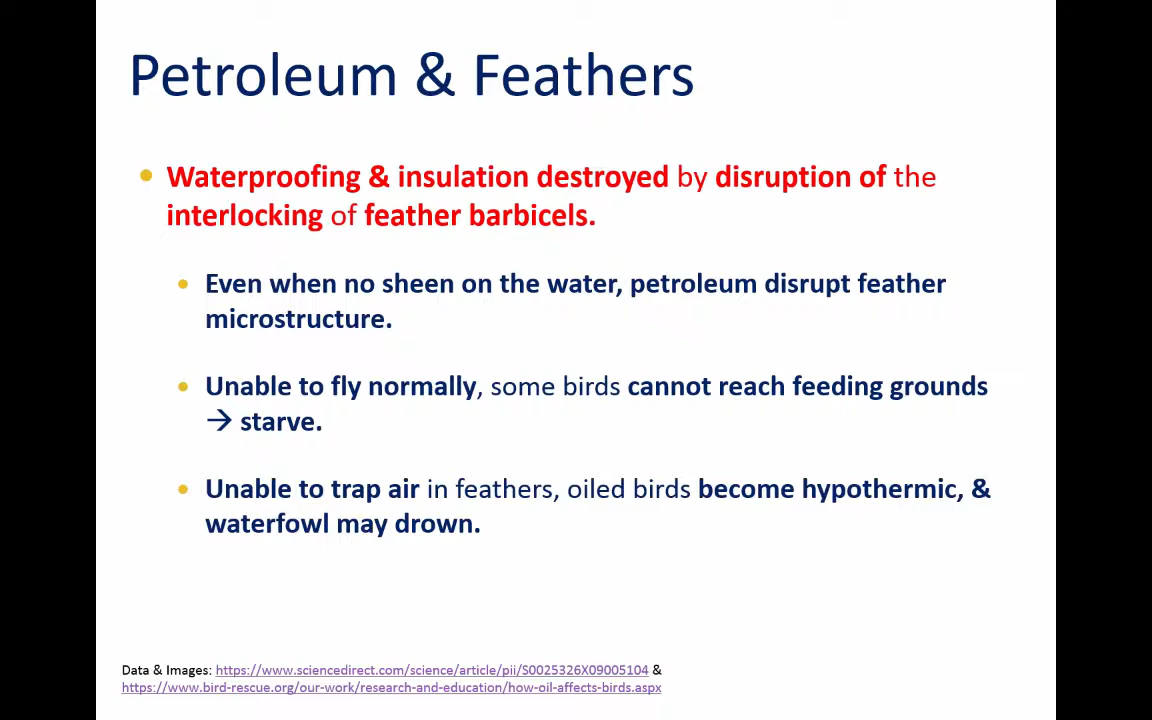 Petroleum & Feathers
• Waterproofing & insulation destroyed by disruption of the
interlocking of feather barbicels.
• Even when no sheen on the water, petroleum disrupt feather
microstructure.
• Unable to fly normally, some birds cannot reach feeding grounds
→ starve.
• Unable to trap air in feathers, oiled birds become hypothermic, &
waterfowl may drown.
Data & Images: https://www.sciencedirect.com/science/article/pii/S0025326X09005104 &
https://www.bird-rescue.org/our-work/research-and-education/how-oil-affects-birds.aspx